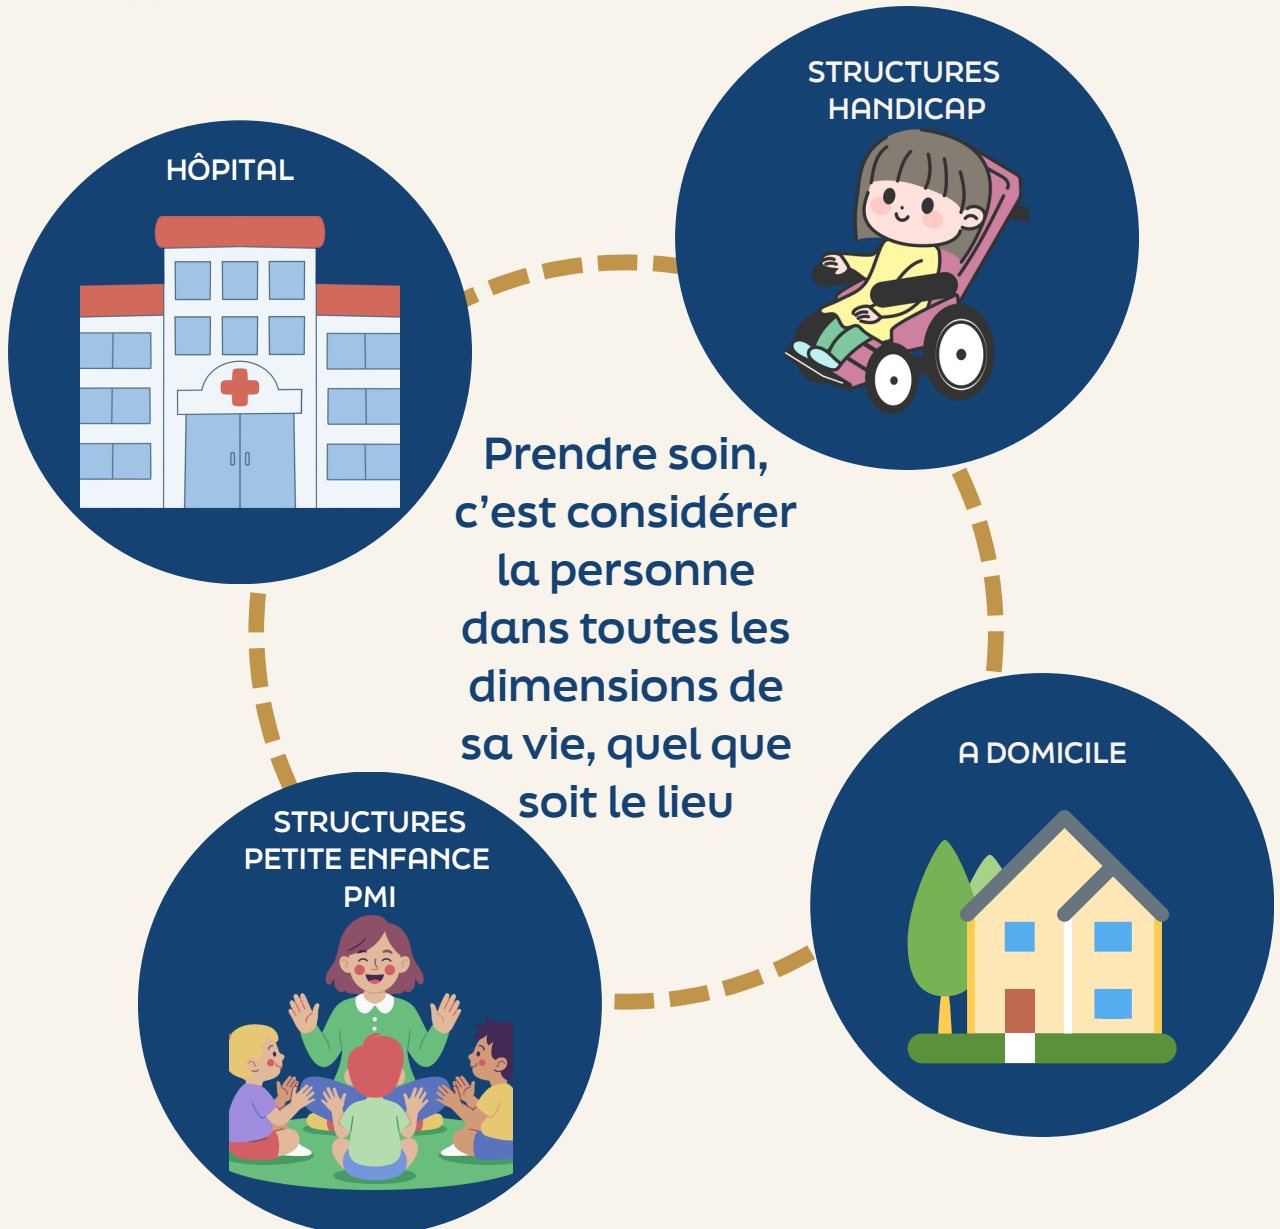 HÔPITAL
STRUCTURES
HANDICAP
Prendre soin,
c'est considérer
la personne
dans toutes les
dimensions de
sa vie, quel que
soit le lieu
A DOMICILE
STRUCTURES
PETITE ENFANCE
PMI